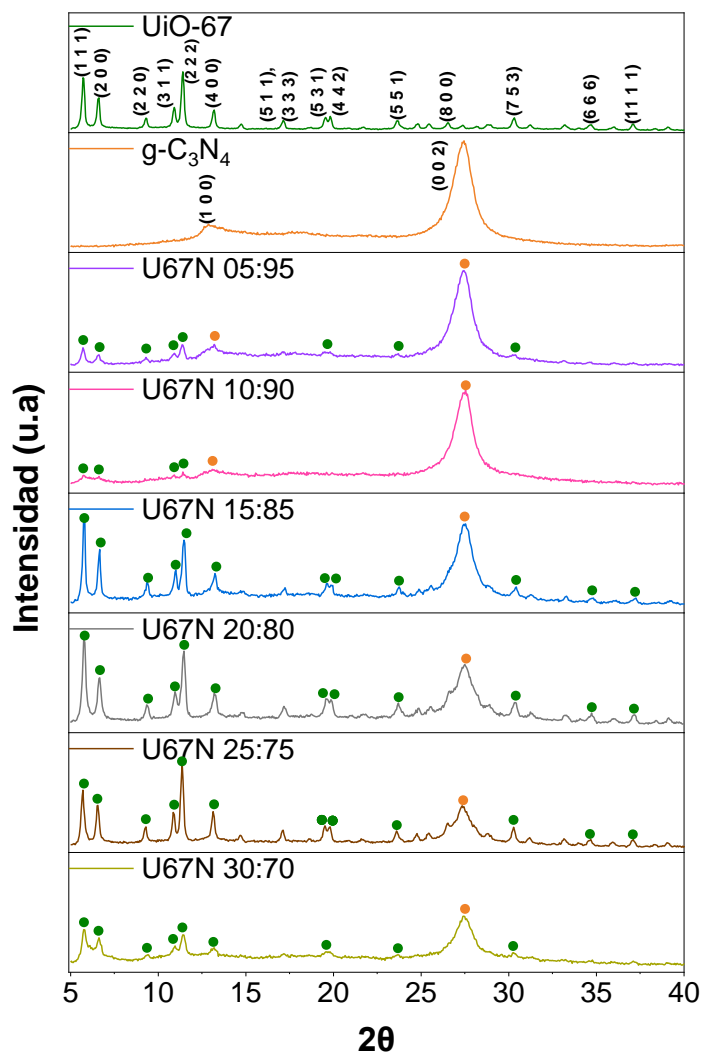 UiO-67
(1 1 1)
(2 0 0)
(2 2 0)
(3 1 1)
(2 2 2)
(4 0 0)
(5 1 1),
(3 3 3)
(5 3 1)
(4 4 2)
(5 5 1)
(8 0 0)
(7 5 3)
(6 6 6)
(11 1 1)
g-C₃N₄
(1 0 0)
(0 0 2)
U67N 05:95
U67N 10:90
U67N 15:85
U67N 20:80
U67N 25:75
U67N 30:70
Intensidad (u.a)
5 10 15 20 25 30 35 40
2θ